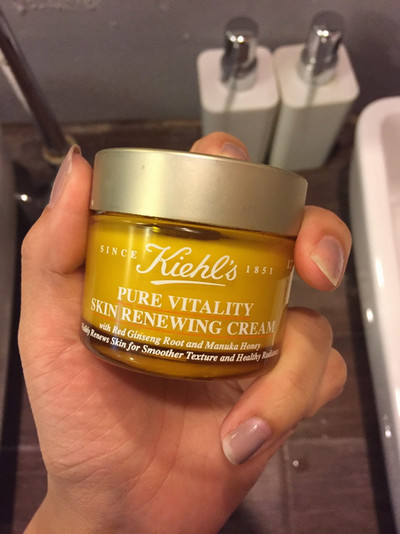 SINCE Kiehl's 1851
PURE VITALITY
SKIN RENEWING CREAM
with Red Ginseng Root and Manuka Honey
Renews Skin for Smoother Texture and Healthy